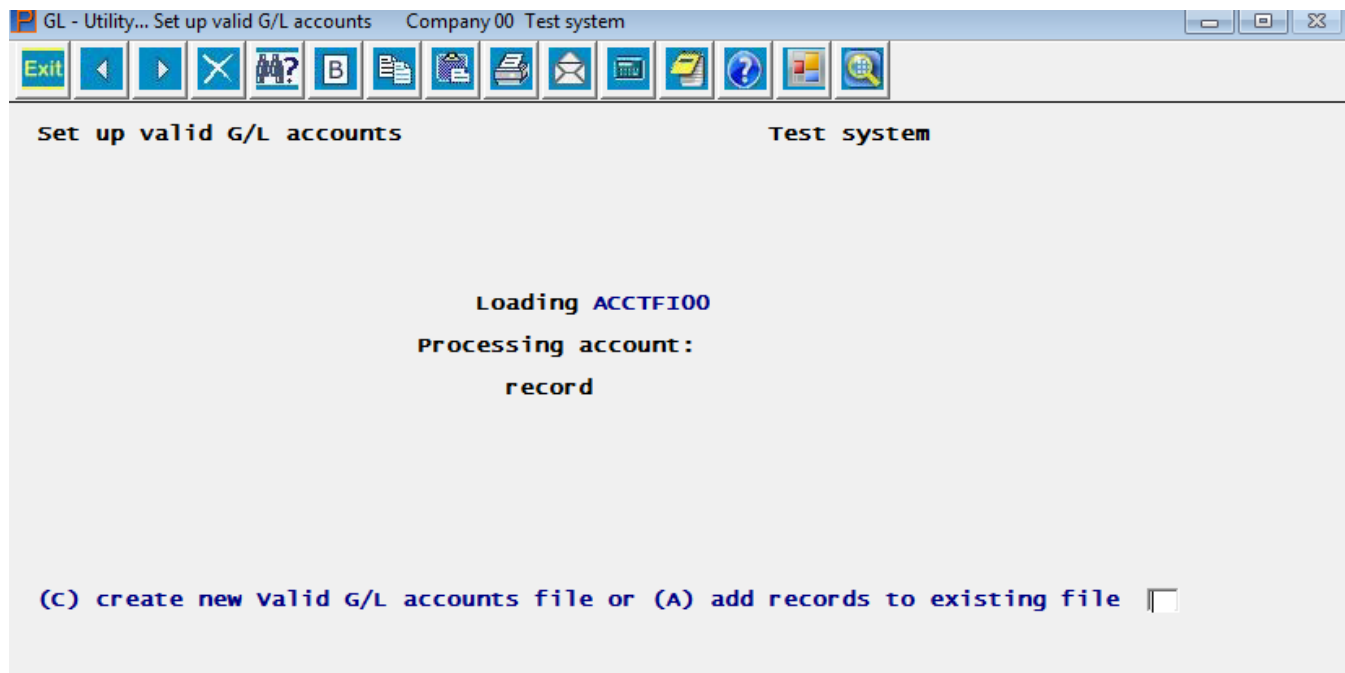 GL - Utility... Set up valid G/L accounts Company 00 Test system
Exit B
Set up valid G/L accounts Test system
Loading ACCTFI00
Processing account:
record
(C) create new Valid G/L accounts file or (A) add records to existing file